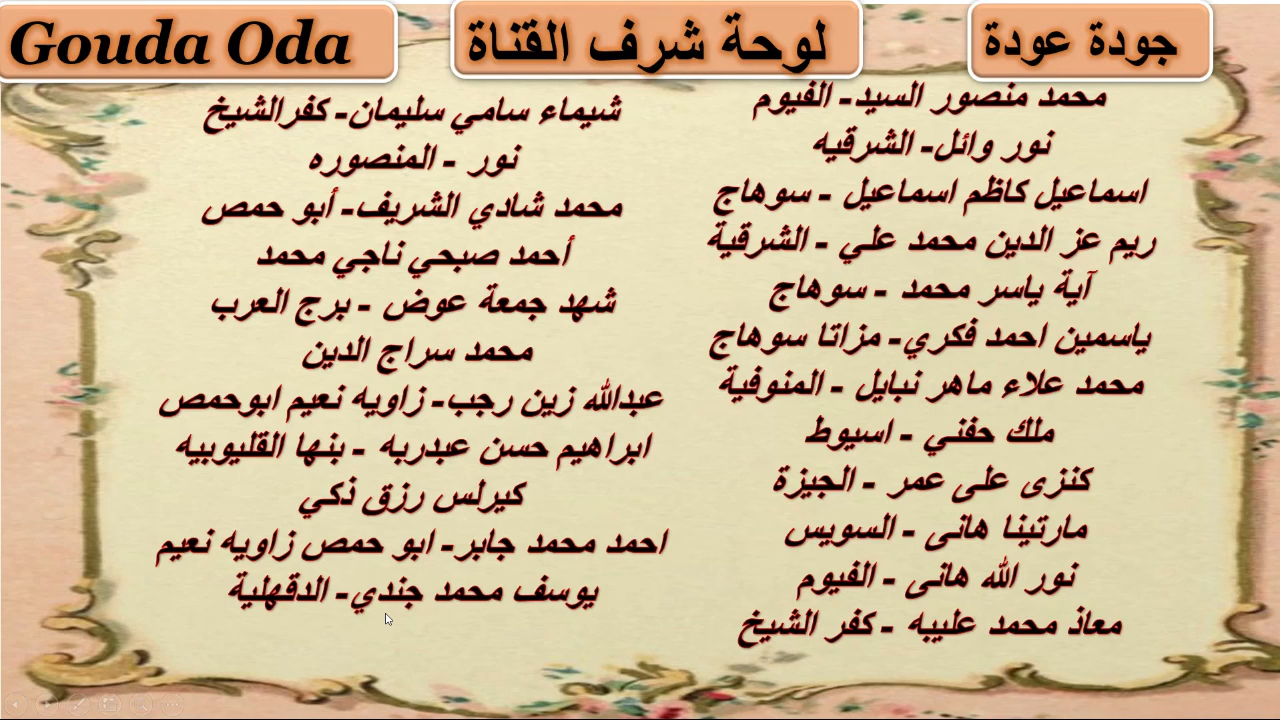 جودة عودة
لوحة شرف القناة
Gouda Oda
محمد منصور السيد- الفيوم
نور وائل- الشرقيه
اسماعيل كاظم اسماعيل - سوهاج
ريم عز الدين محمد علي - الشرقية
آية ياسر محمد - سوهاج
ياسمين احمد فكري- مزاتا سوهاج
محمد علاء ماهر نبايل - المنوفية
ملك حفني - اسيوط
كنزى على عمر - الجيزة
مارتينا هانى - السويس
نور الله هانى - الفيوم
معاذ محمد عليبه - كفر الشيخ
شيماء سامي سليمان- كفرالشيخ
نور - المنصوره
محمد شادي الشريف- أبو حمص
أحمد صبحي ناجي محمد
شهد جمعة عوض - برج العرب
محمد سراج الدين
عبدالله زين رجب- زاويه نعيم ابوحمص
ابراهيم حسن عبدربه - بنها القليوبيه
كيرلس رزق ذكي
احمد محمد جابر- ابو حمص زاويه نعيم
يوسف محمد جندي- الدقهلية